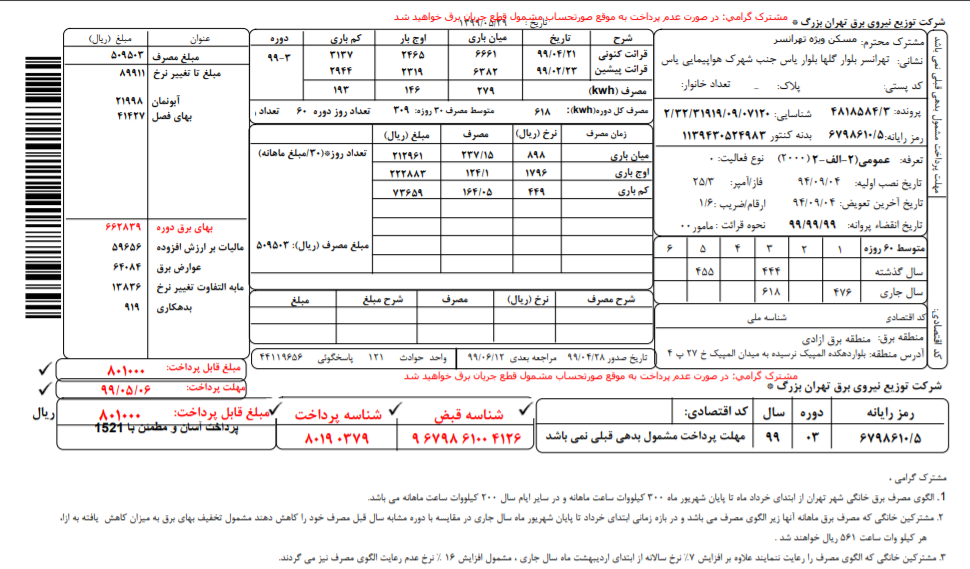 مشترک گرامی: در صورت عدم پرداخت به موقع صورتحساب مشمول قطع جریان برق خواهید شد
شرکت توزیع نیروی برق تهران بزرگ *
تاریخ : ۱۳۹۹/۰۵/۲۹
مشترک محترم: مسکن ویژه تهرانسر
نشانی: تهرانسر بلوار گلها بلوار یاس جنب شهرک هواپیمایی یاس
کد پستی: پلاک: _ تعداد خانوار:
پرونده: ۴۸۱۸۵۸۴/۳ شناسایی: ۲/۳۲/۳۱۹۱۹/۰۹/۰۷۱۲۰
رمز رایانه: ۶۷۹۸۶۱۰/۵ بدنه کنتور ۱۱۳۹۴۳۰۵۲۴۹۸۳
تعرفه: عمومی(۲-الف-۲ (۲۰۰۰) نوع فعالیت: ۰
تاریخ نصب اولیه: ۹۴/۰۹/۰۴ فاز/آمپر: ۲۵/۳
تاریخ آخرین تعویض: ۹۴/۰۹/۰۴ ارقام/ضریب: ۱/۶
تاریخ انقضاء پروانه: ۹۹/۹۹/۹۹ نحوه قرائت: مامور ۰۰
متوسط ۶۰ روزه ۱ ۲ ۳ ۴ ۵ ۶
سال گذشته ۴۴۴ ۴۵۵
سال جاری ۴۷۶ ۶۱۸
کد اقتصادی شناسه ملی
منطقه برق: منطقه برق ازادی
آدرس منطقه: بلواردهکده المپیک نرسیده به میدان المپیک خ ۲۷ پ ۴
مهلت پرداخت مشمول بدهی قبلی نمی باشد
کد اقتصادی:
شرح تاریخ میان باری اوج بار کم باری دوره
قرائت کنونی ۹۹/۰۴/۲۱ ۶۶۶۱ ۲۴۶۵ ۳۱۳۷ ۹۹-۳
قرائت پیشین ۹۹/۰۲/۲۳ ۶۳۸۲ ۲۳۱۹ ۲۹۴۴
مصرف (kwh) ۲۷۹ ۱۴۶ ۱۹۳
مصرف کل دوره(kwh): ۶۱۸ متوسط مصرف ۳۰ روزه: ۳۰۹ تعداد روز دوره ۶۰ تعداد ر
زمان مصرف نرخ (ریال) مصرف مبلغ (ریال)
میان باری ۸۹۸ ۲۳۷/۱۵ ۲۱۲۹۶۱ تعداد روز*(۳۰/مبلغ ماهانه)
اوج باری ۱۷۹۶ ۱۲۴/۱ ۲۲۲۸۸۳
کم باری ۴۴۹ ۱۶۴/۰۵ ۷۳۶۵۹
مبلغ مصرف (ریال): ۵۰۹۵۰۳
شرح مصرف نرخ (ریال) مصرف شرح مبلغ مبلغ
تاریخ صدور ۹۹/۰۴/۲۸ مراجعه بعدی ۹۹/۰۶/۱۲ واحد حوادث ۱۲۱ پاسخگوئی ۴۴۱۱۹۶۵۶
عنوان مبلغ (ریال)
مبلغ مصرف ۵۰۹۵۰۳
مبلغ تا تغییر نرخ ۸۹۹۱۱
آبونمان ۲۱۹۹۸
بهای فصل ۴۱۴۲۷
بهای برق دوره ۶۶۲۸۳۹
مالیات بر ارزش افزوده ۵۹۶۵۶
عوارض برق ۶۴۰۸۴
مابه التفاوت تغییر نرخ ۱۳۸۳۶
بدهکاری ۹۱۹
مبلغ قابل پرداخت: ۸۰۱۰۰۰
مهلت پرداخت: ۹۹/۰۵/۰۶
مشترک گرامی: در صورت عدم پرداخت به موقع صورتحساب مشمول قطع جریان برق خواهید شد
شرکت توزیع نیروی برق تهران بزرگ *
رمز رایانه دوره سال کد اقتصادی:
۶۷۹۸۶۱۰/۵ ۰۳ ۹۹ مهلت پرداخت مشمول بدهی قبلی نمی باشد
شناسه قبض شناسه پرداخت مبلغ قابل پرداخت: ۸۰۱۰۰۰ ریال
۹ ۶۷۹۸ ۶۱۰۰ ۴۱۲۶ ۸۰۱۹ ۰۳۷۹ پرداخت آسان و مطمئن با 1521
مشترک گرامی ،
1. الگوی مصرف برق خانگی شهر تهران از ابتدای خرداد ماه تا پایان شهریور ماه ۳۰۰ کیلووات ساعت ماهانه و در سایر ایام سال ۲۰۰ کیلووات ساعت ماهانه می باشد.
۲. مشترکین خانگی که مصرف برق ماهانه آنها زیر الگوی مصرف می باشد و در بازه زمانی ابتدای خرداد تا پایان شهریور ماه سال جاری در مقایسه با دوره مشابه سال قبل مصرف خود را کاهش دهند مشمول تخفیف بهای برق به میزان کاهش یافته به ازاء
هر کیلو وات ساعت ۵۶۱ ریال خواهند شد .
۳. مشترکین خانگی که الگوی مصرف را رعایت ننمایند علاوه بر افزایش ۷٪ نرخ سالانه از ابتدای اردیبهشت ماه سال جاری ، مشمول افزایش ۱۶ ٪ نرخ عدم رعایت الگوی مصرف نیز می گردند.